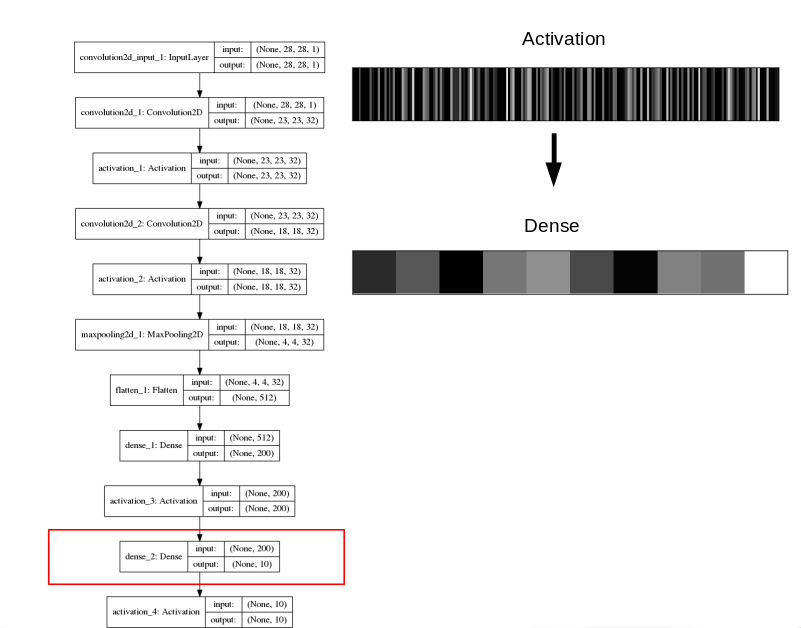 convolution2d_input_1: InputLayer
input: (None, 28, 28, 1)
output: (None, 28, 28, 1)
convolution2d_1: Convolution2D
input: (None, 28, 28, 1)
output: (None, 23, 23, 32)
activation_1: Activation
input: (None, 23, 23, 32)
output: (None, 23, 23, 32)
convolution2d_2: Convolution2D
input: (None, 23, 23, 32)
output: (None, 18, 18, 32)
activation_2: Activation
input: (None, 18, 18, 32)
output: (None, 18, 18, 32)
maxpooling2d_1: MaxPooling2D
input: (None, 18, 18, 32)
output: (None, 4, 4, 32)
flatten_1: Flatten
input: (None, 4, 4, 32)
output: (None, 512)
dense_1: Dense
input: (None, 512)
output: (None, 200)
activation_3: Activation
input: (None, 200)
output: (None, 200)
dense_2: Dense
input: (None, 200)
output: (None, 10)
activation_4: Activation
input: (None, 10)
output: (None, 10)
Activation
Dense